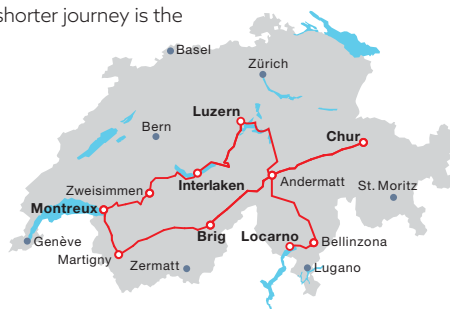 shorter journey is the
Basel
Zürich
Luzern
Bern
Chur
Zweisimmen
Interlaken
Andermatt
St. Moritz
Montreux
Genève
Brig
Locarno
Bellinzona
Martigny
Zermatt
Lugano